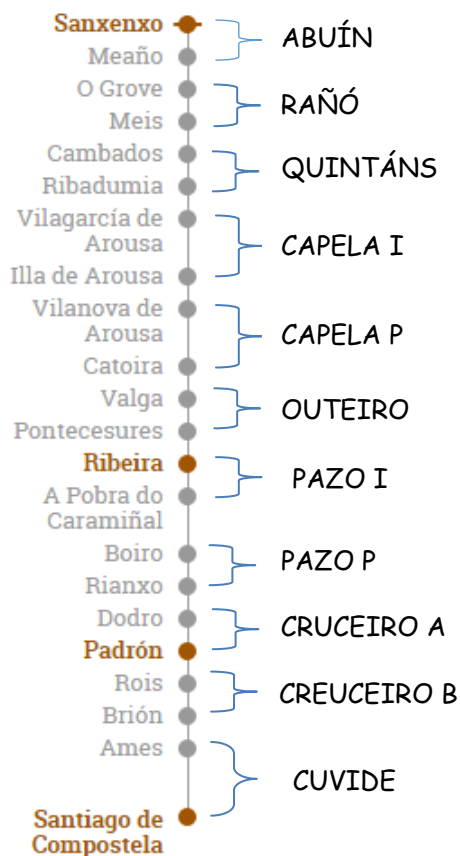 Sanxenxo
Meaño
ABUÍN
O Grove
Meis
RAÑÓ
Cambados
Ribadumia
QUINTÁNS
Vilagarcía de
Arousa
Illa de Arousa
CAPELA I
Vilanova de
Arousa
Catoira
CAPELA P
Valga
Pontecesures
OUTEIRO
Ribeira
A Pobra do
Caramiñal
PAZO I
Boiro
Rianxo
PAZO P
Dodro
Padrón
CRUCEIRO A
Rois
Brión
CREUCEIRO B
Ames
Santiago de
Compostela
CUVIDE